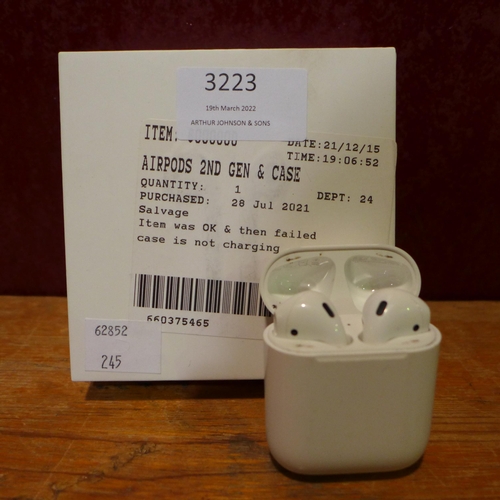 3223
19th March 2022
ARTHUR JOHNSON & SONS
ITEM:
DATE:21/12/15
TIME:19:06:52
AIRPODS 2ND GEN & CASE
QUANTITY: 1
DEPT: 24
PURCHASED: 28 Jul 2021
Salvage
Item was OK & then failed
case is not charging
660375465
62852
245